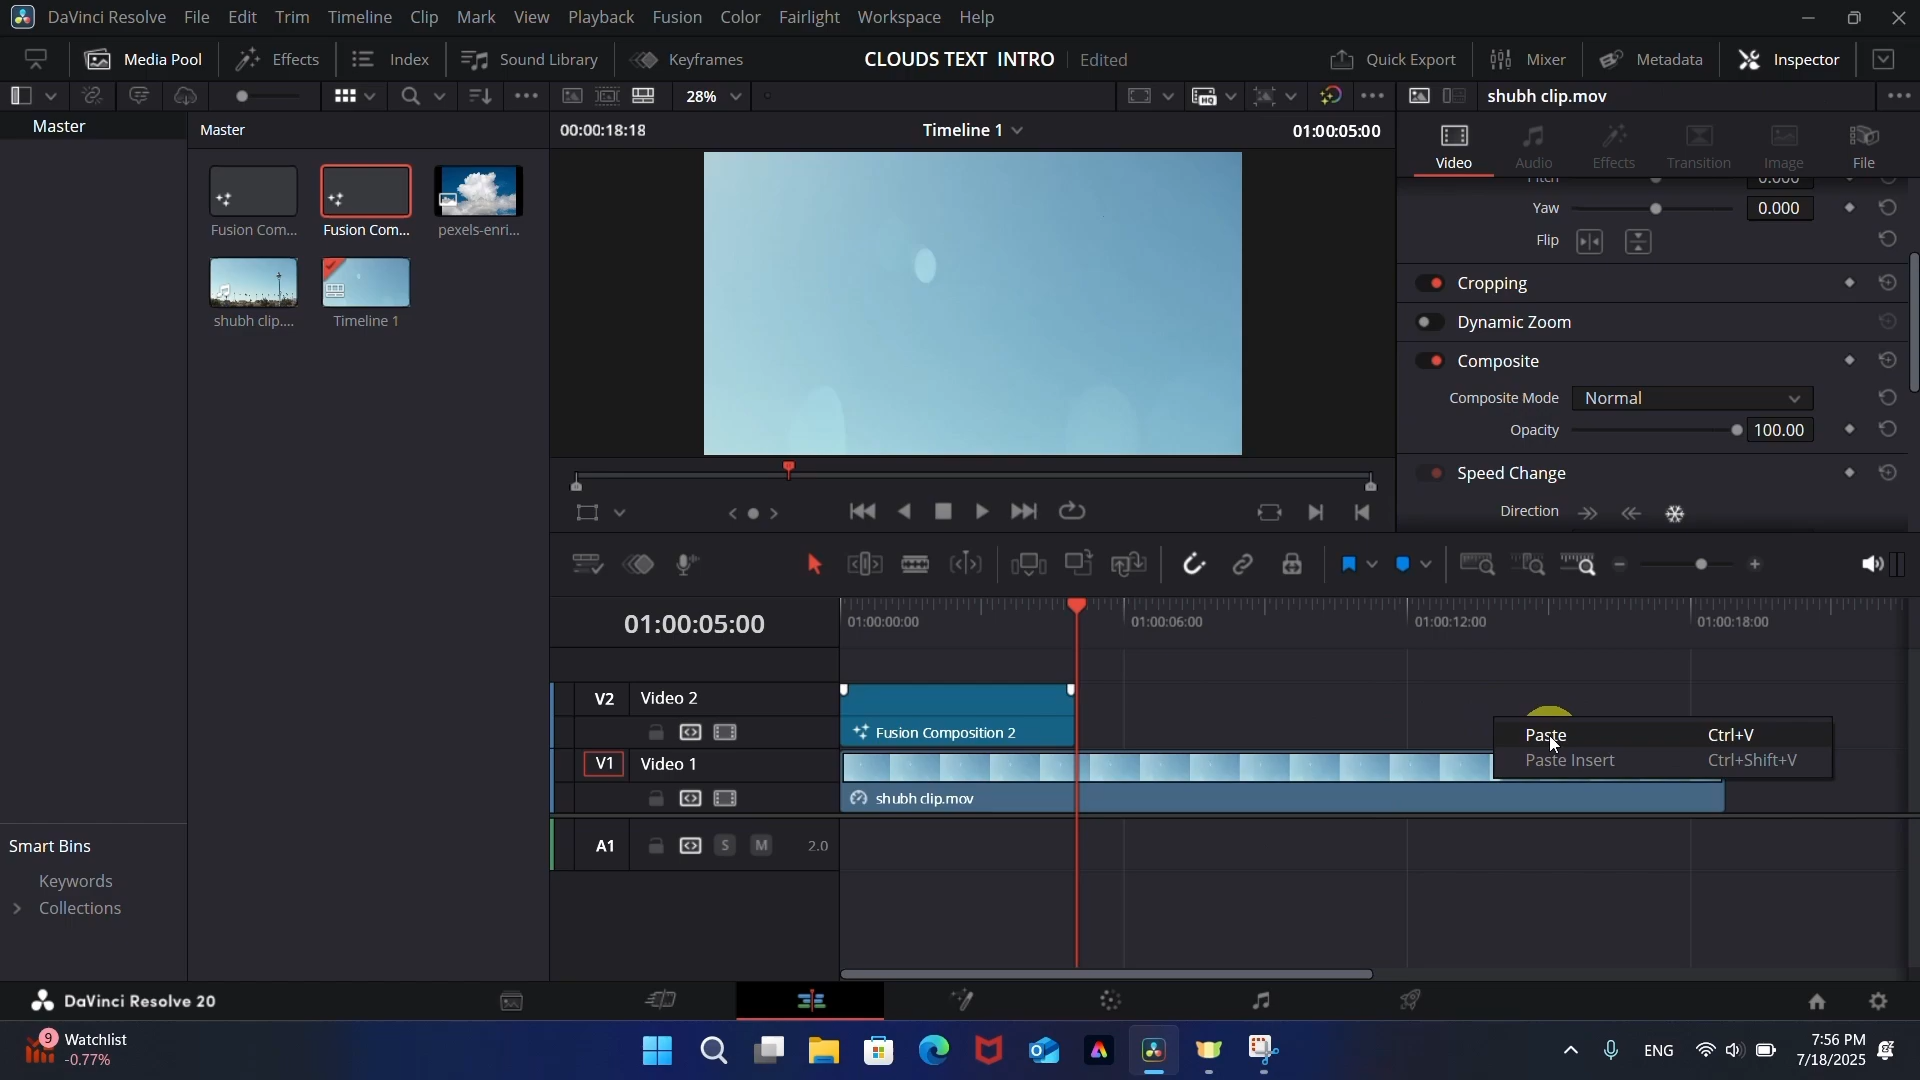 DaVinci Resolve File Edit Trim Timeline Clip Mark View Playback Fusion Color Fairlight Workspace Help
Media Pool Effects Index Sound Library Keyframes CLOUDS TEXT INTRO Edited Quick Export Mixer Metadata Inspector
28% HQ shubh clip.mov
Master Master 00:00:18:18 Timeline 1 01:00:05:00
Video Audio Effects Transition Image File
Pitch 0.000
Yaw 0.000
Flip
Fusion Com... Fusion Com... pexels-enri...
shubh clip.... Timeline 1
Cropping
Dynamic Zoom
Composite
Composite Mode Normal
Opacity 100.00
Speed Change
Direction
01:00:05:00 01:00:00:00 01:00:06:00 01:00:12:00 01:00:18:00
V2 Video 2
Fusion Composition 2
V1 Video 1
shubh clip.mov
Paste Ctrl+V
Paste Insert Ctrl+Shift+V
A1 S M 2.0
Smart Bins
Keywords
Collections
DaVinci Resolve 20
9 Watchlist
-0.77%
ENG
7:56 PM
7/18/2025